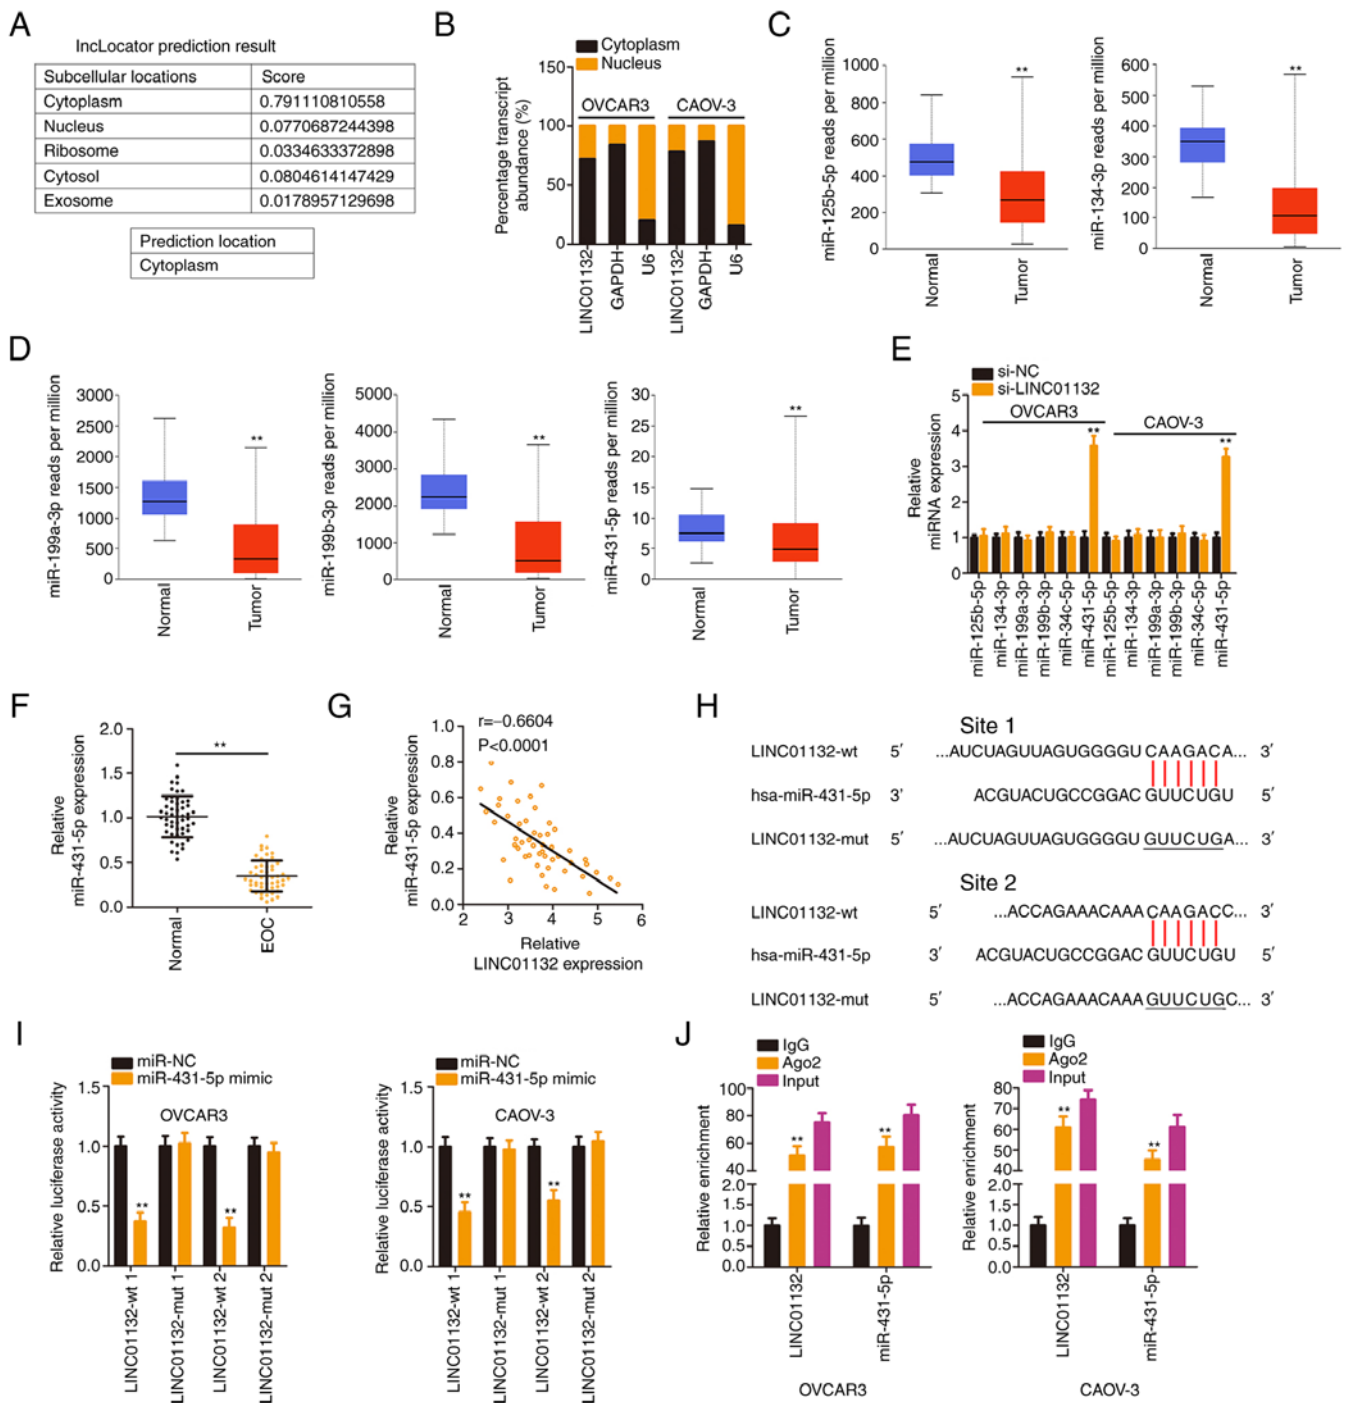 A
lncLocator prediction result
Subcellular locations Score
Cytoplasm 0.791110810558
Nucleus 0.0770687244398
Ribosome 0.0334633372898
Cytosol 0.0804614147429
Exosome 0.0178957129698
Prediction location
Cytoplasm
B
Cytoplasm
Nucleus
Percentage transcript
abundance (%)
150
100
50
0
OVCAR3 CAOV-3
LINC01132 GAPDH U6 LINC01132 GAPDH U6
C
miR-125b-5p reads per million
1000
800
600
400
200
0
**
Normal Tumor
miR-134-3p reads per million
600
500
400
300
200
100
0
**
Normal Tumor
D
miR-199a-3p reads per million
3000
2500
2000
1500
1000
500
0
**
Normal Tumor
miR-199b-3p reads per million
5000
4000
3000
2000
1000
0
**
Normal Tumor
miR-431-5p reads per million
30
25
20
15
10
5
0
**
Normal Tumor
E
si-NC
si-LINC01132
Relative
miRNA expression
5
4
3
2
1
0
OVCAR3 CAOV-3
** **
miR-125b-5p miR-134-3p miR-199a-3p miR-199b-3p miR-34c-5p miR-431-5p miR-125b-5p miR-134-3p miR-199a-3p miR-199b-3p miR-34c-5p miR-431-5p
F
Relative
miR-431-5p expression
2.0
1.5
1.0
0.5
0.0
**
Normal EOC
G
r=−0.6604
P<0.0001
Relative
miR-431-5p expression
1.0
0.8
0.6
0.4
0.2
0.0
2 3 4 5 6
Relative
LINC01132 expression
H
Site 1
LINC01132-wt 5′ ...AUCUAGUUAGUGGGGU CAAGACA... 3′
hsa-miR-431-5p 3' ACGUACUGCCGGAC GUUCUGU 5′
LINC01132-mut 5′ ...AUCUAGUUAGUGGGGU GUUCUGA... 3′
Site 2
LINC01132-wt 5′ ...ACCAGAAACAAA CAAGACC... 3′
hsa-miR-431-5p 3′ ACGUACUGCCGGAC GUUCUGU 5′
LINC01132-mut 5′ ...ACCAGAAACAAA GUUCUGC... 3′
I
miR-NC
miR-431-5p mimic
Relative luciferase activity
1.5
1.0
0.5
0.0
OVCAR3
** **
LINC01132-wt 1 LINC01132-mut 1 LINC01132-wt 2 LINC01132-mut 2
miR-NC
miR-431-5p mimic
Relative luciferase activity
1.5
1.0
0.5
0.0
CAOV-3
** **
LINC01132-wt 1 LINC01132-mut 1 LINC01132-wt 2 LINC01132-mut 2
J
IgG
Ago2
Input
Relative enrichment
100
80
60
40
2.0
1.5
1.0
0.5
0.0
** **
LINC01132 miR-431-5p
OVCAR3
IgG
Ago2
Input
Relative enrichment
80
70
60
50
40
2.0
1.5
1.0
0.5
0.0
** **
LINC01132 miR-431-5p
CAOV-3